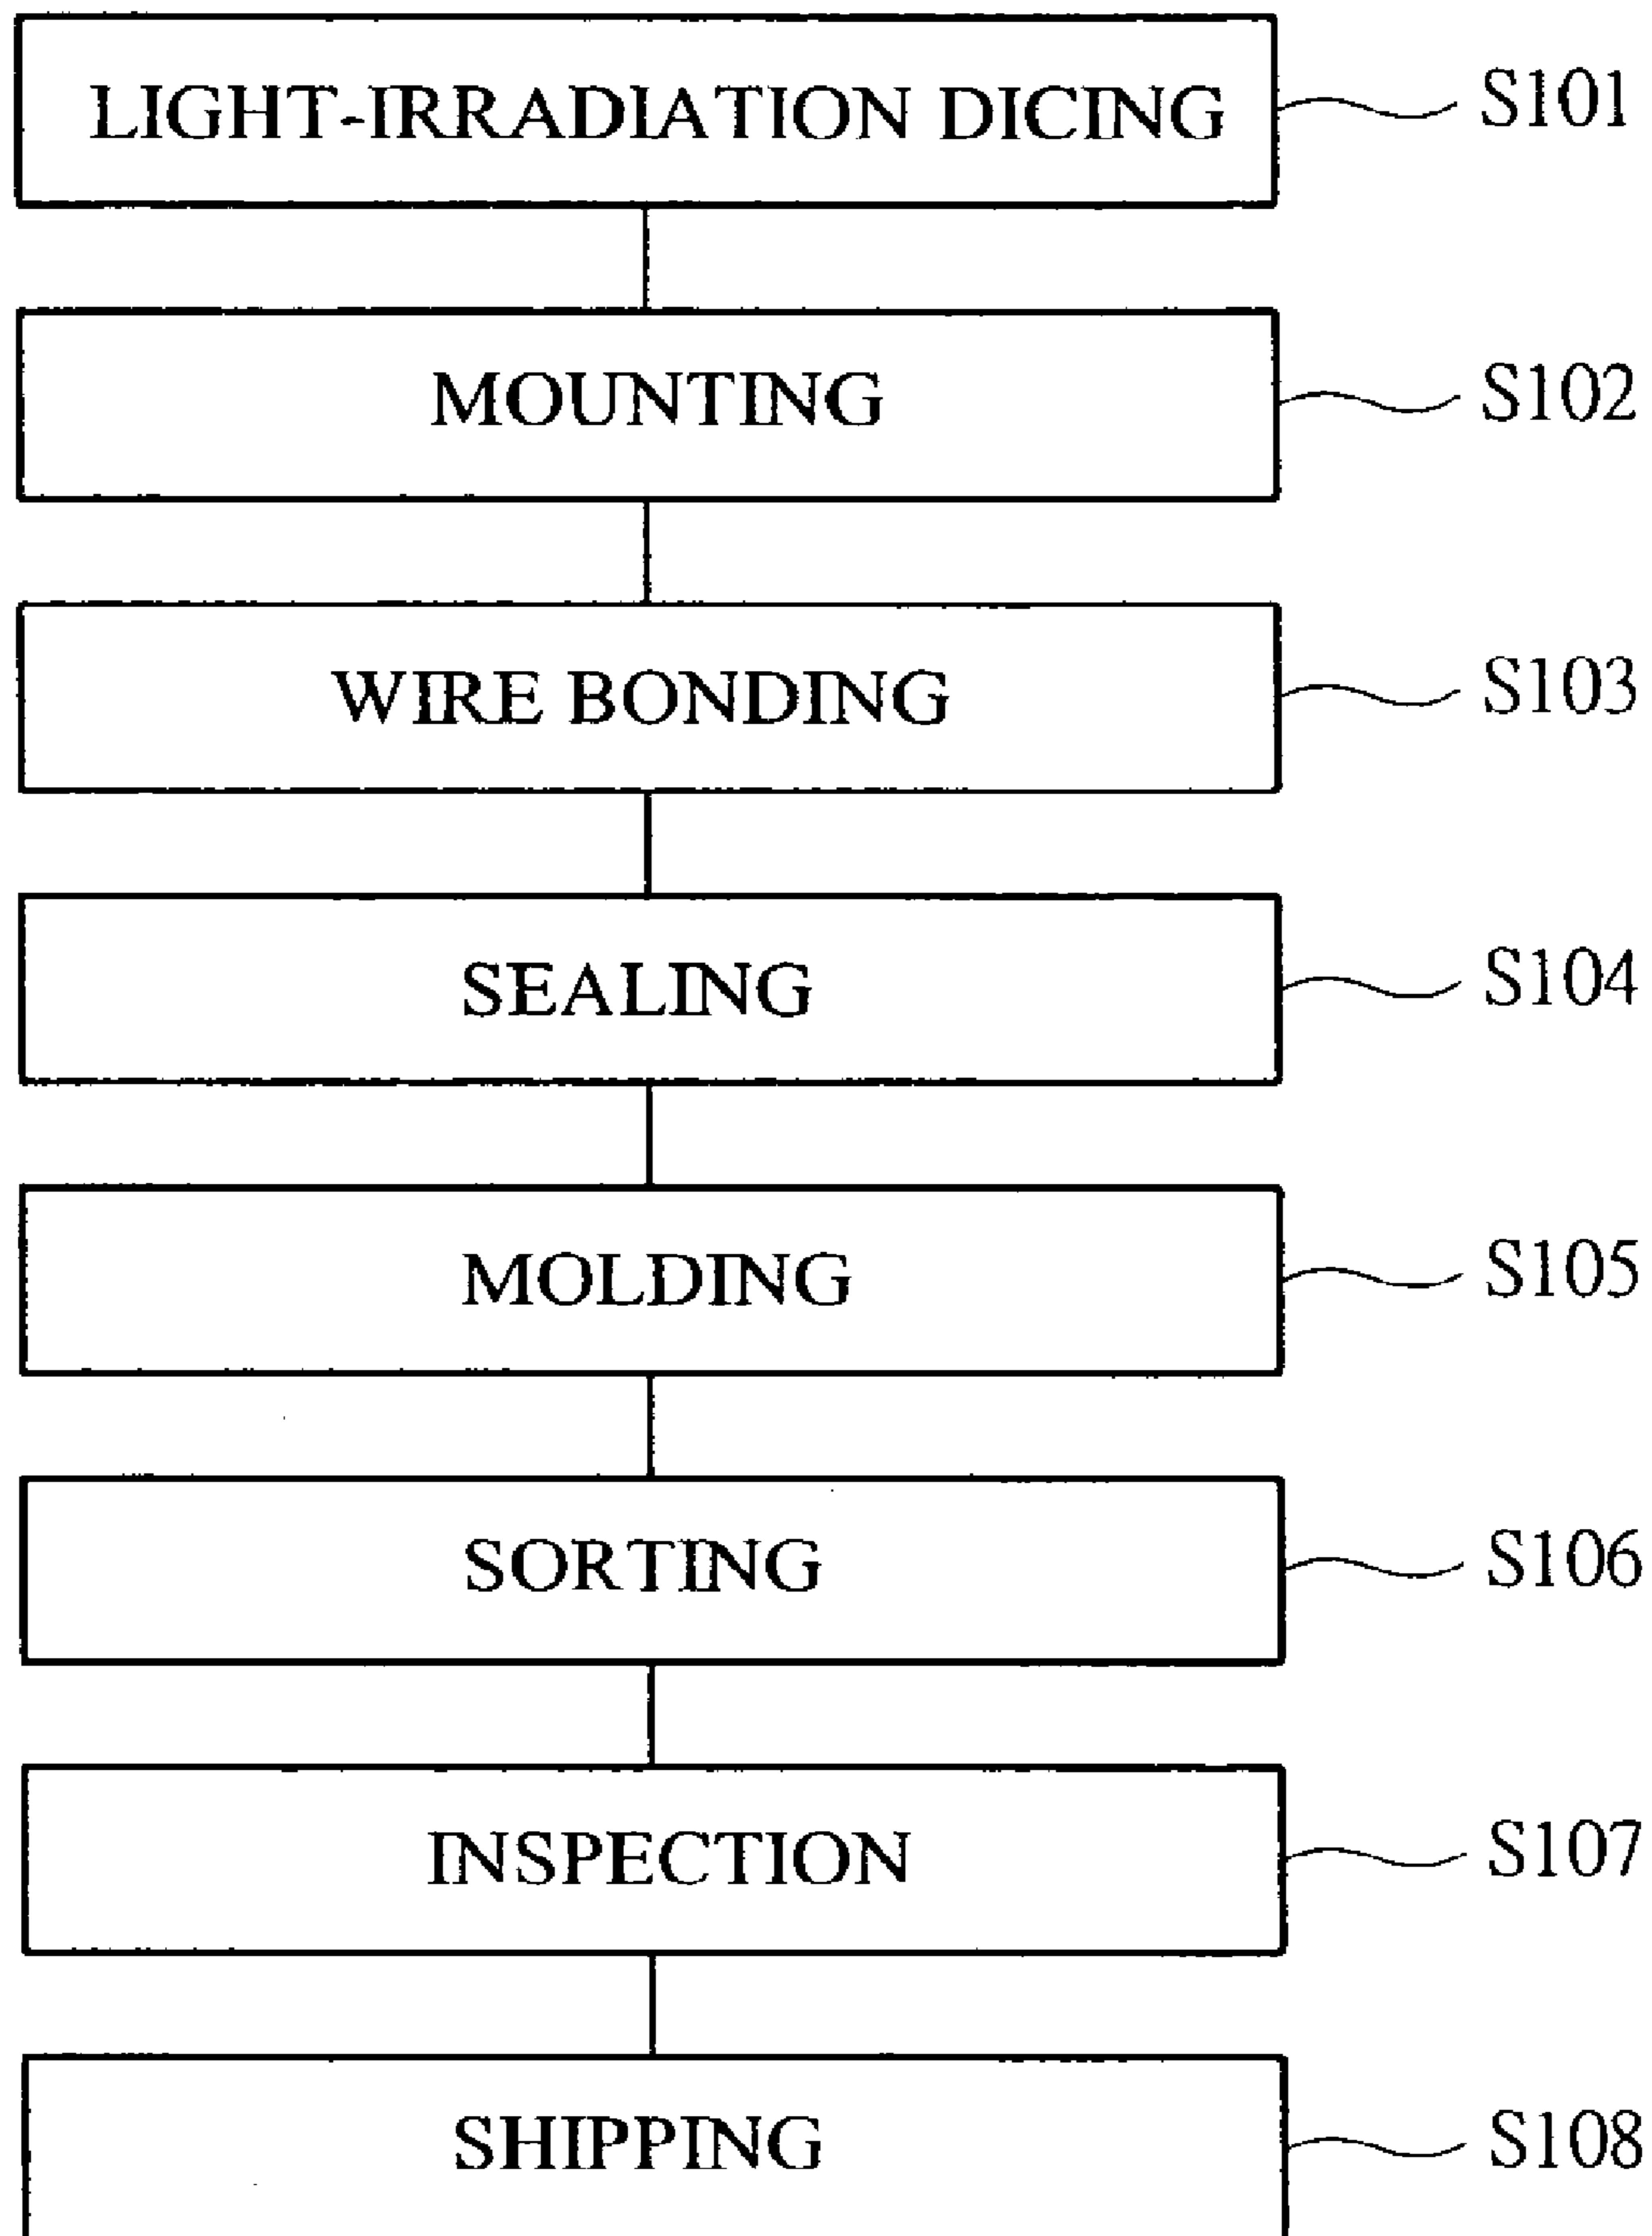 LIGHT-IRRADIATION DICING S101
MOUNTING S102
WIRE BONDING S103
SEALING S104
MOLDING S105
SORTING S106
INSPECTION S107
SHIPPING S108